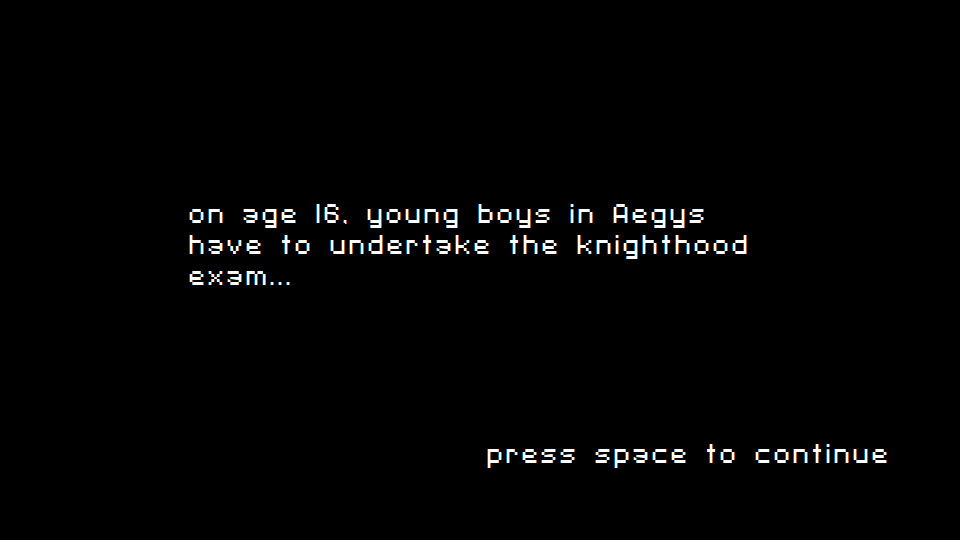 on age 16, young boys in Aegys
have to undertake the knighthood
exam...
press space to continue